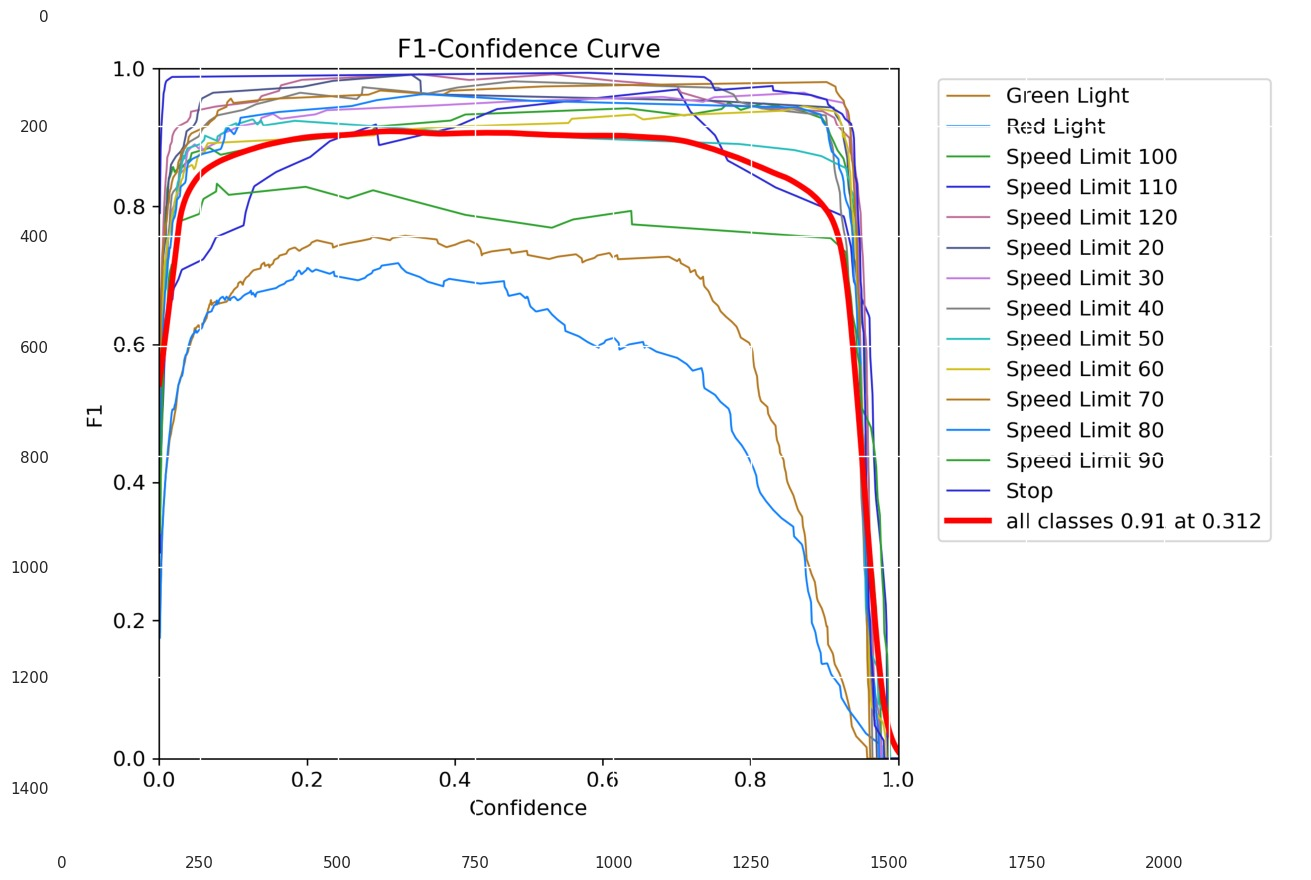 F1-Confidence Curve
0
200
400
600
800
1000
1200
1400
1.0
0.8
0.6
0.4
0.2
0.0
F1
0.0 0.2 0.4 0.6 0.8 1.0
Confidence
0 250 500 750 1000 1250 1500 1750 2000
Green Light
Red Light
Speed Limit 100
Speed Limit 110
Speed Limit 120
Speed Limit 20
Speed Limit 30
Speed Limit 40
Speed Limit 50
Speed Limit 60
Speed Limit 70
Speed Limit 80
Speed Limit 90
Stop
all classes 0.91 at 0.312